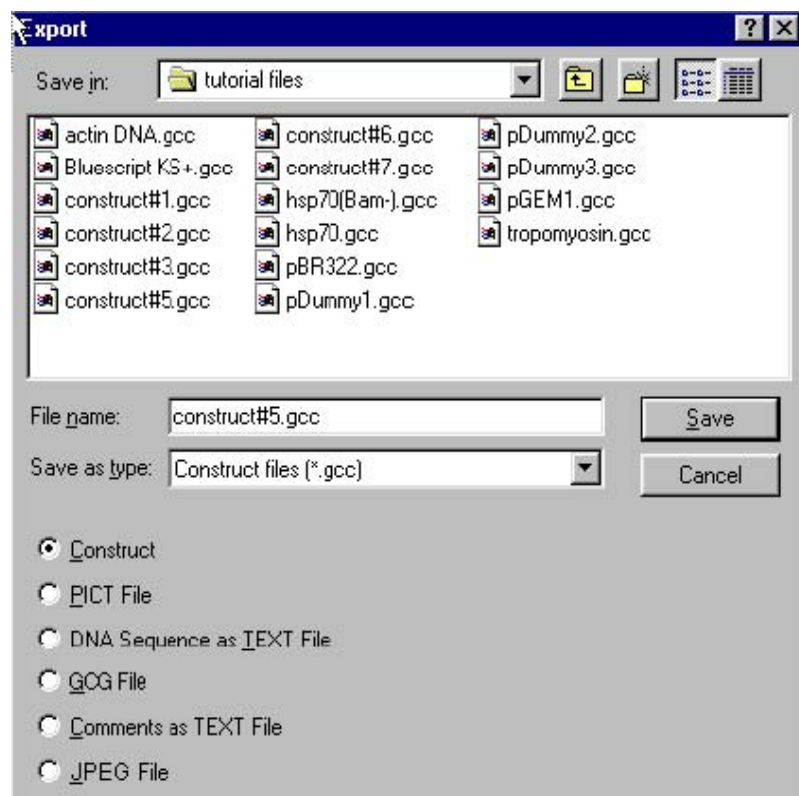 Export
Save in: tutorial files
actin DNA.gcc construct#6.gcc pDummy2.gcc
Bluescript KS+.gcc construct#7.gcc pDummy3.gcc
construct#1.gcc hsp70(Bam-).gcc pGEM1.gcc
construct#2.gcc hsp70.gcc tropomyosin.gcc
construct#3.gcc pBR322.gcc
construct#5.gcc pDummy1.gcc
File name: construct#5.gcc Save
Save as type: Construct files (*.gcc) Cancel
Construct
PICT File
DNA Sequence as TEXT File
GCG File
Comments as TEXT File
JPEG File